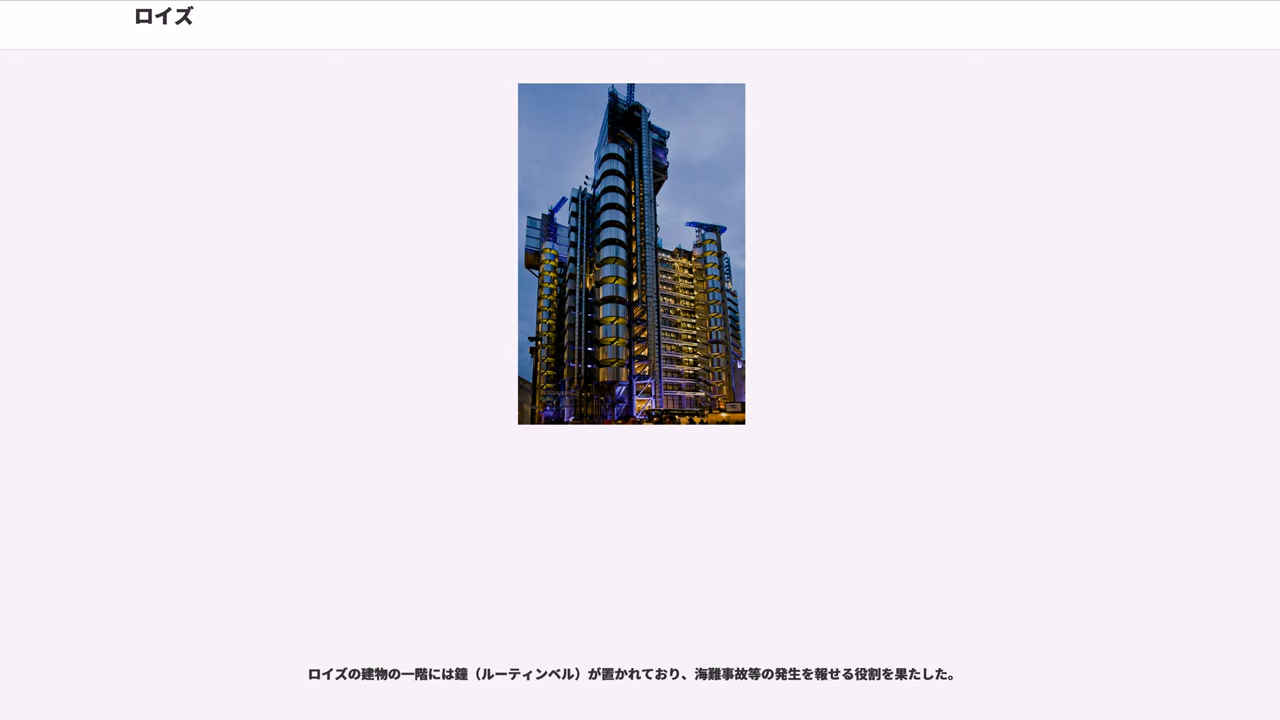 ロイズ
ロイズの建物の一階には鐘（ルーティンベル）が置かれており、海難事故等の発生を報せる役割を果たした。